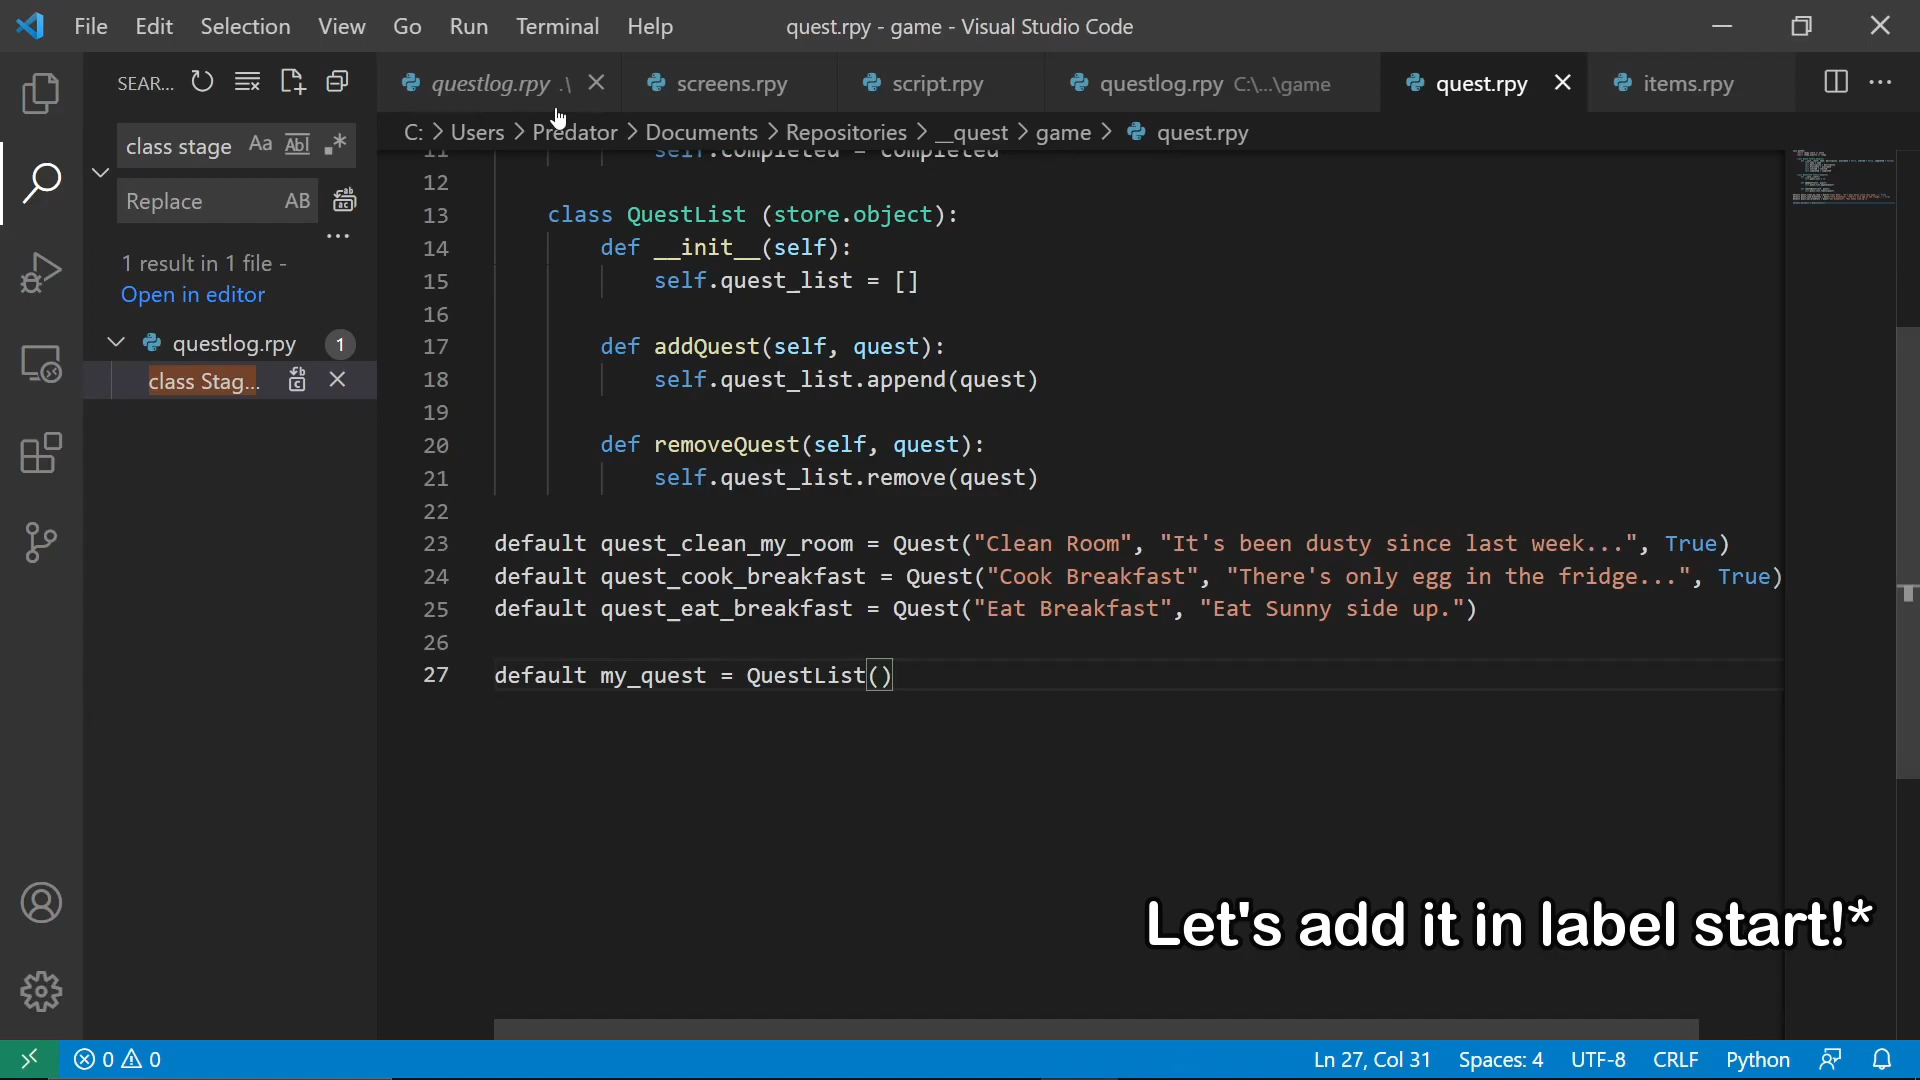 File Edit Selection View Go Run Terminal Help quest.rpy - game - Visual Studio Code
SEAR...
questlog.rpy .\ screens.rpy script.rpy questlog.rpy C:\...\game quest.rpy items.rpy
C: > Users > Predator > Documents > Repositories > __quest > game > quest.rpy
class stage Aa Abl .*
Replace AB
1 result in 1 file -
Open in editor
questlog.rpy 1
class Stag...
11 self.completed = completed
12
13 class QuestList (store.object):
14 def __init__(self):
15 self.quest_list = []
16
17 def addQuest(self, quest):
18 self.quest_list.append(quest)
19
20 def removeQuest(self, quest):
21 self.quest_list.remove(quest)
22
23 default quest_clean_my_room = Quest("Clean Room", "It's been dusty since last week...", True)
24 default quest_cook_breakfast = Quest("Cook Breakfast", "There's only egg in the fridge...", True)
25 default quest_eat_breakfast = Quest("Eat Breakfast", "Eat Sunny side up.")
26
27 default my_quest = QuestList()
Let's add it in label start!*
0 0 Ln 27, Col 31 Spaces: 4 UTF-8 CRLF Python